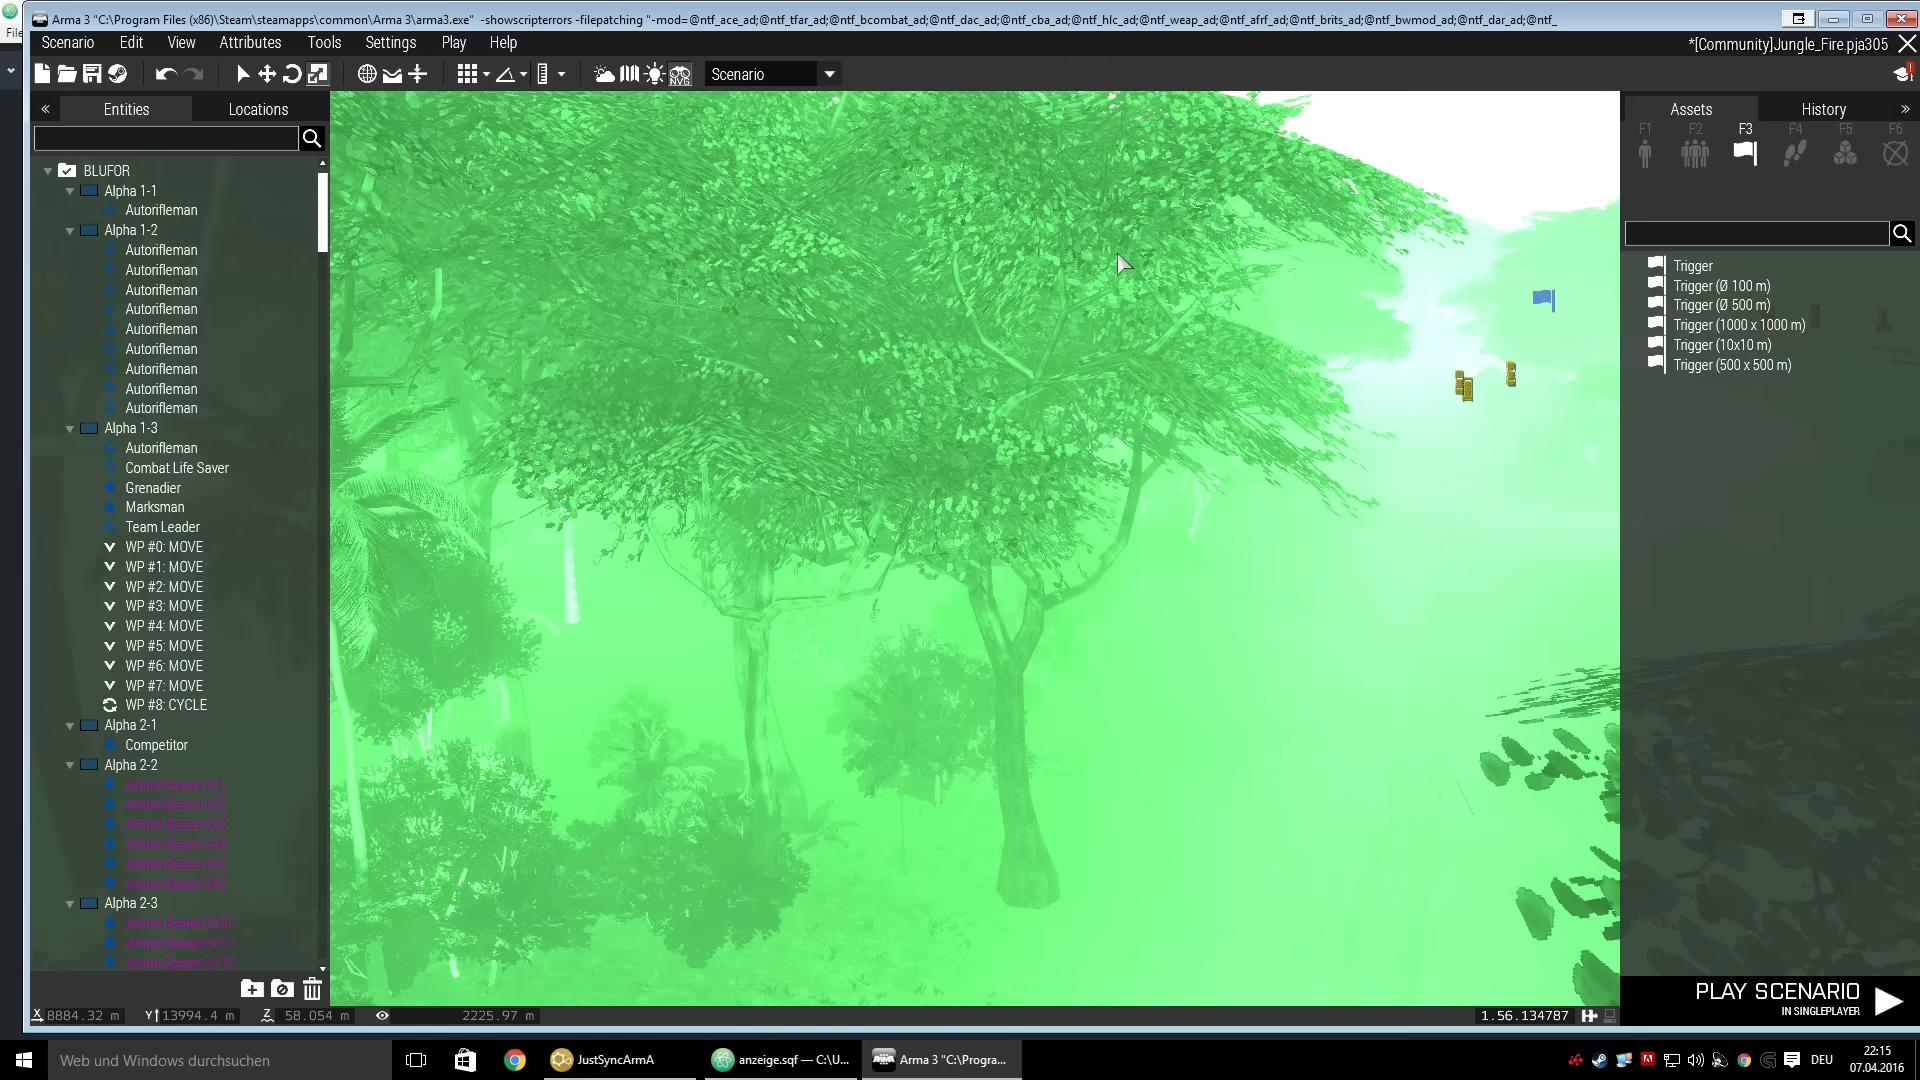 File
Arma 3 "C:\Program Files (x86)\Steam\steamapps\common\Arma 3\arma3.exe" -showscripterrors -filepatching "-mod=@ntf_ace_ad;@ntf_tfar_ad;@ntf_bcombat_ad;@ntf_dac_ad;@ntf_cba_ad;@ntf_hlc_ad;@ntf_weap_ad;@ntf_afrf_ad;@ntf_brits_ad;@ntf_bwmod_ad;@ntf_dar_ad;@ntf_
Scenario Edit View Attributes Tools Settings Play Help
*[Community]Jungle_Fire.pja305
NVG
Scenario
Entities Locations
Assets History
F1 F2 F3 F4 F5 F6
BLUFOR
Alpha 1-1
Autorifleman
Alpha 1-2
Autorifleman
Autorifleman
Autorifleman
Autorifleman
Autorifleman
Autorifleman
Autorifleman
Autorifleman
Autorifleman
Alpha 1-3
Autorifleman
Combat Life Saver
Grenadier
Marksman
Team Leader
WP #0: MOVE
WP #1: MOVE
WP #2: MOVE
WP #3: MOVE
WP #4: MOVE
WP #5: MOVE
WP #6: MOVE
WP #7: MOVE
WP #8: CYCLE
Alpha 2-1
Competitor
Alpha 2-2
Alpha 2-3
Trigger
Trigger (Ø 100 m)
Trigger (Ø 500 m)
Trigger (1000 x 1000 m)
Trigger (10x10 m)
Trigger (500 x 500 m)
PLAY SCENARIO
IN SINGLEPLAYER
X 8884.32 m Y 13994.4 m Z 58.054 m 2225.97 m
1.56.134787
Web und Windows durchsuchen
JustSyncArmA
anzeige.sqf — C:\U...
Arma 3 "C:\Progra...
DEU
22:15
07.04.2016